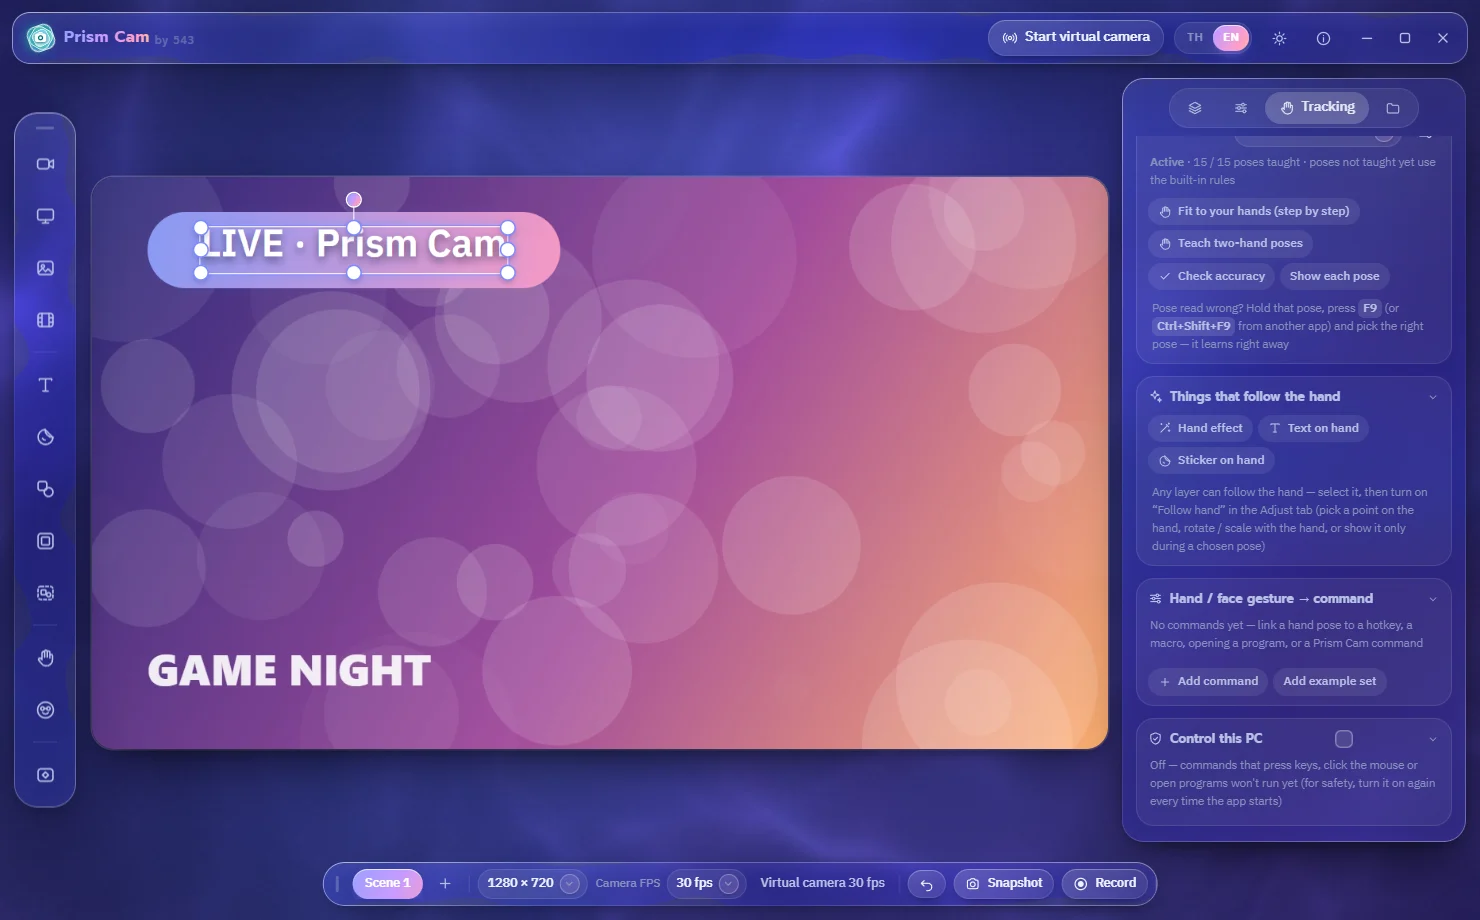 Prism Cam by 543
Start virtual camera
TH EN
Tracking
Active · 15 / 15 poses taught · poses not taught yet use
the built-in rules
Fit to your hands (step by step)
Teach two-hand poses
Check accuracy Show each pose
Pose read wrong? Hold that pose, press F9 (or
Ctrl+Shift+F9 from another app) and pick the right
pose — it learns right away
Things that follow the hand
Hand effect Text on hand
Sticker on hand
Any layer can follow the hand — select it, then turn on
“Follow hand” in the Adjust tab (pick a point on the
hand, rotate / scale with the hand, or show it only
during a chosen pose)
Hand / face gesture → command
No commands yet — link a hand pose to a hotkey, a
macro, opening a program, or a Prism Cam command
Add command Add example set
Control this PC
Off — commands that press keys, click the mouse or
open programs won't run yet (for safety, turn it on again
every time the app starts)
LIVE · Prism Cam
GAME NIGHT
Scene 1
1280 × 720 Camera FPS 30 fps Virtual camera 30 fps
Snapshot Record